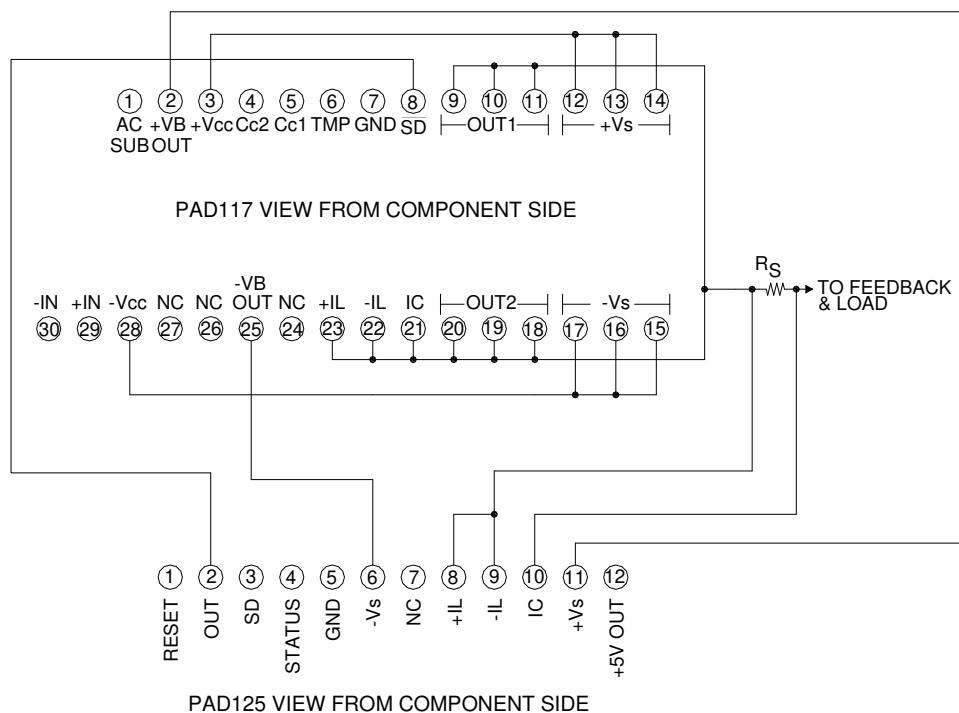 1 2 3 4 5 6 7 8 9 10 11 12 13 14
AC +VB +Vcc Cc2 Cc1 TMP GND SD OUT1 +Vs
SUB OUT
PAD117 VIEW FROM COMPONENT SIDE
RS
TO FEEDBACK
& LOAD
-VB
-IN +IN -Vcc NC NC OUT NC +IL -IL IC OUT2 -Vs
30 29 28 27 26 25 24 23 22 21 20 19 18 17 16 15
1 2 3 4 5 6 7 8 9 10 11 12
RESET OUT SD STATUS GND -Vs NC +IL -IL IC +Vs +5V OUT
PAD125 VIEW FROM COMPONENT SIDE